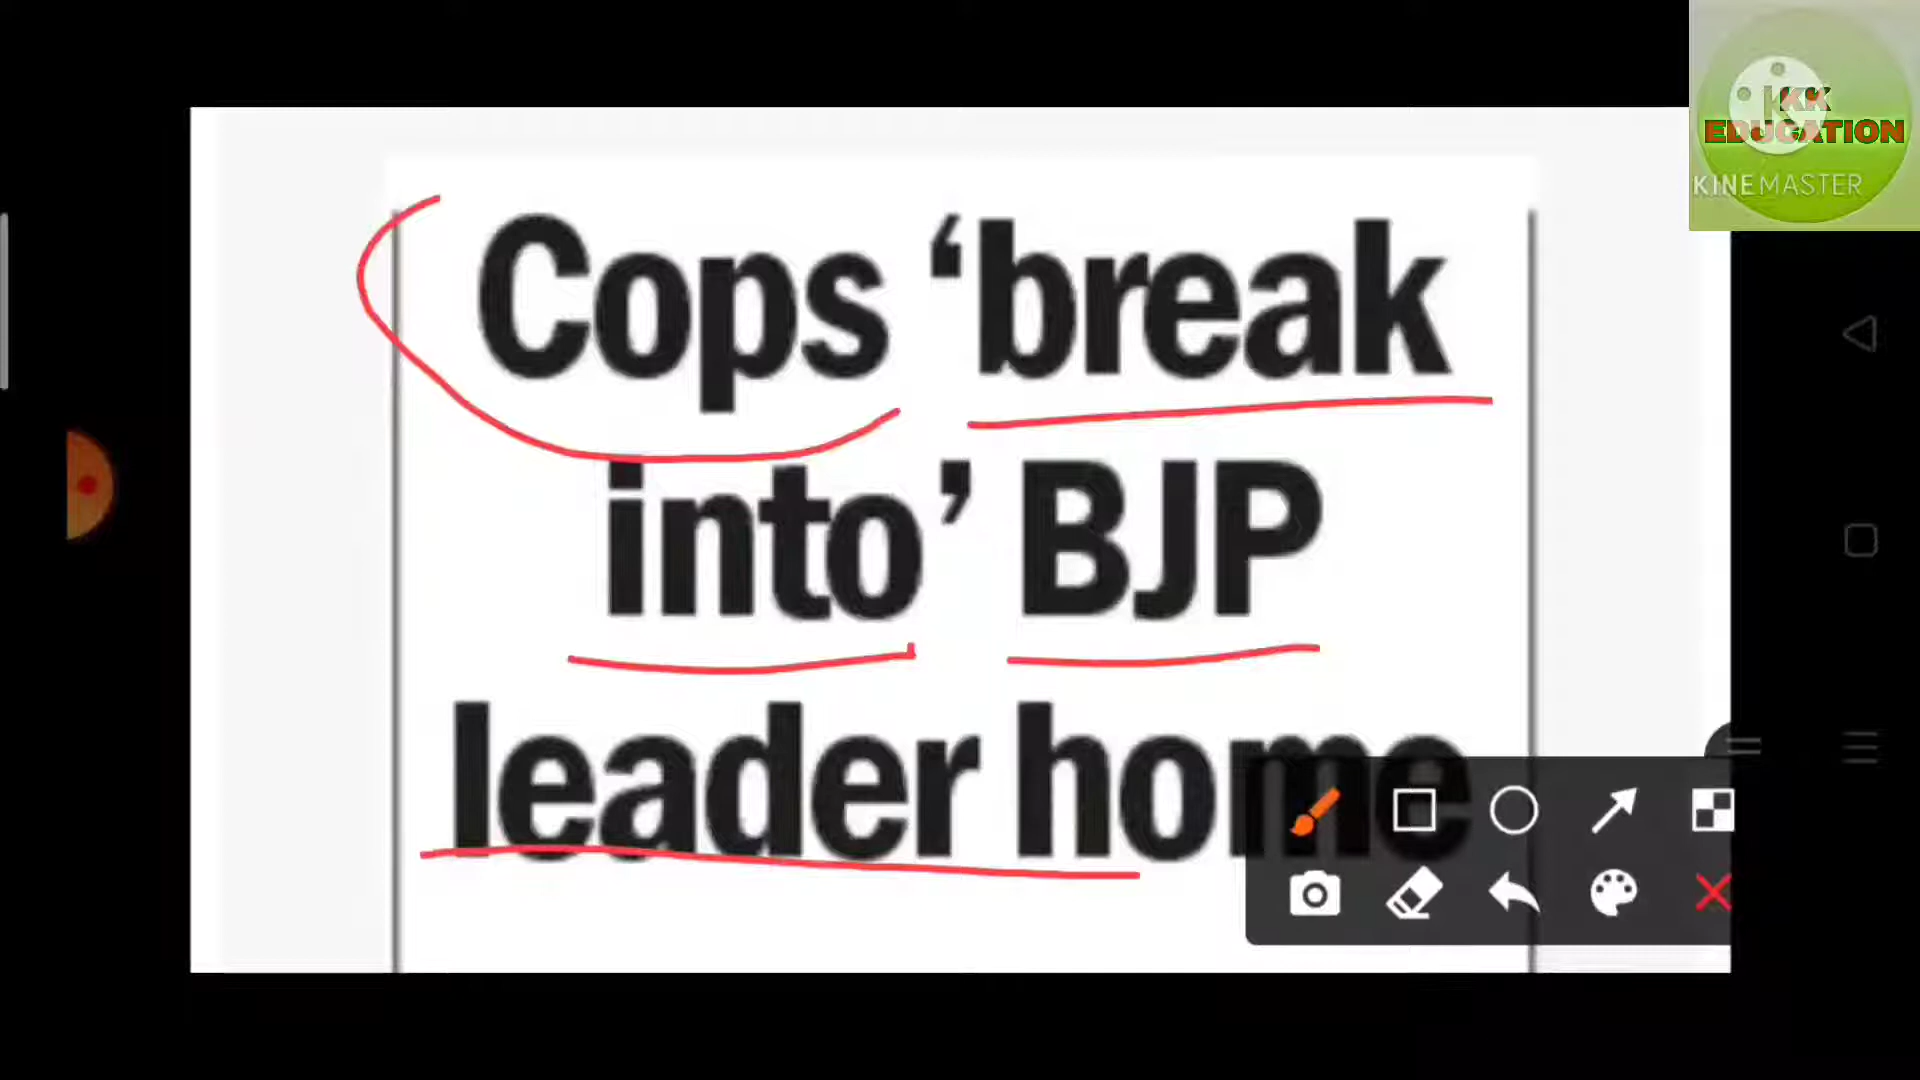 KK
EDUCATION
KINEMASTER
Cops ‘break
into’ BJP
leader home